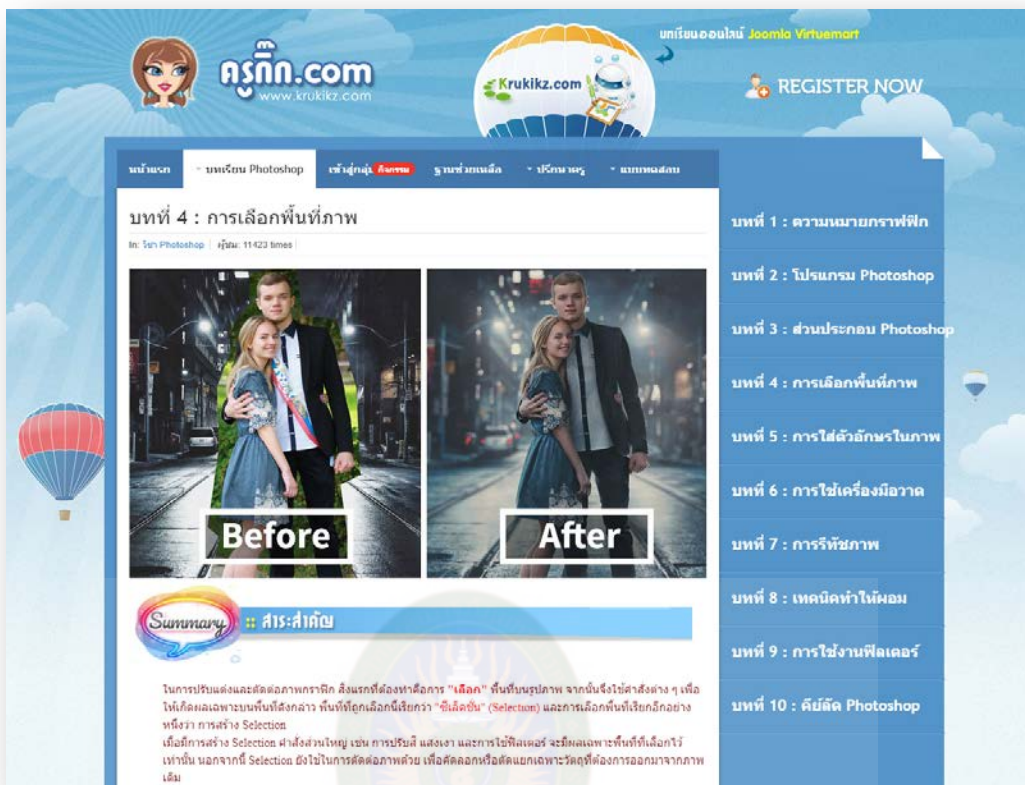 ครูกิ๊ก.com
www.krukikz.com
Krukikz.com
บทเรียนออนไลน์ Joomla Virtuemart
REGISTER NOW
หน้าแรก บทเรียน Photoshop เข้าสู่กลุ่ม กิจกรรม ฐานช่วยเหลือ ปรึกษาครู แบบทดสอบ
บทที่ 4 : การเลือกพื้นที่ภาพ
In: วิชา Photoshop ผู้ชม: 11423 times
Before
After
Summary :: สาระสำคัญ
ในการปรับแต่งและตัดต่อภาพกราฟิก สิ่งแรกที่ต้องทำคือการ "เลือก" พื้นที่บนรูปภาพ จากนั้นจึงใช้คำสั่งต่าง ๆ เพื่อ
ให้เกิดผลเฉพาะบนพื้นที่ดังกล่าว พื้นที่ที่ถูกเลือกนี้เรียกว่า "ซีเล็คชั่น" (Selection) และการเลือกพื้นที่เรียกอีกอย่าง
หนึ่งว่า การสร้าง Selection
เมื่อมีการสร้าง Selection คำสั่งส่วนใหญ่ เช่น การปรับสี แสงเงา และการใช้ฟิลเตอร์ จะมีผลเฉพาะพื้นที่ที่เลือกไว้
เท่านั้น นอกจากนี้ Selection ยังใช้ในการตัดต่อภาพด้วย เพื่อคัดลอกหรือตัดแยกเฉพาะวัตถุที่ต้องการออกมาจากภาพ
เดิม
บทที่ 1 : ความหมายกราฟฟิก
บทที่ 2 : โปรแกรม Photoshop
บทที่ 3 : ส่วนประกอบ Photoshop
บทที่ 4 : การเลือกพื้นที่ภาพ
บทที่ 5 : การใส่ตัวอักษรในภาพ
บทที่ 6 : การใช้เครื่องมือวาด
บทที่ 7 : การรีทัชภาพ
บทที่ 8 : เทคนิคทำให้ผอม
บทที่ 9 : การใช้งานฟิลเตอร์
บทที่ 10 : คีย์ลัด Photoshop